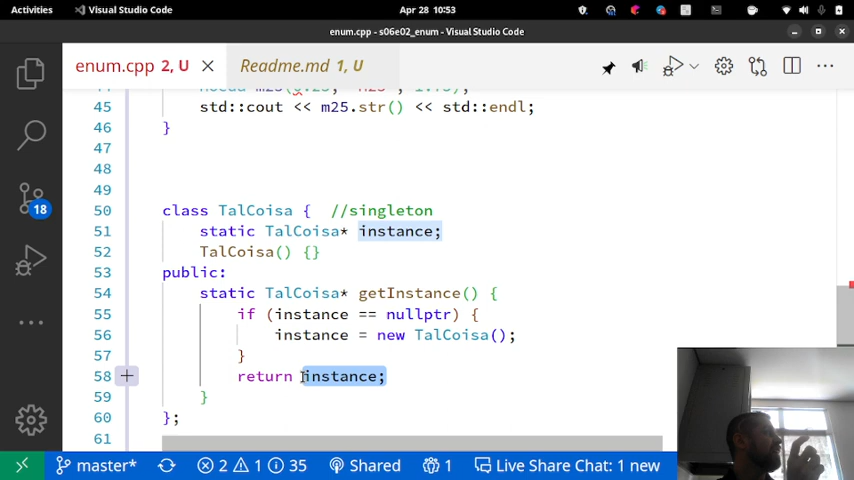 Activities Visual Studio Code Apr 28 10:53
enum.cpp - s06e02_enum - Visual Studio Code
enum.cpp 2, U Readme.md 1, U
45 std::cout << m25.str() << std::endl;
46 }
47
48
49
50 class TalCoisa { //singleton
51 static TalCoisa* instance;
52 TalCoisa() {}
53 public:
54 static TalCoisa* getInstance() {
55 if (instance == nullptr) {
56 instance = new TalCoisa();
57 }
58 return instance;
59 }
60 };
61
18
master* 2 1 35 Shared 1 Live Share Chat: 1 new